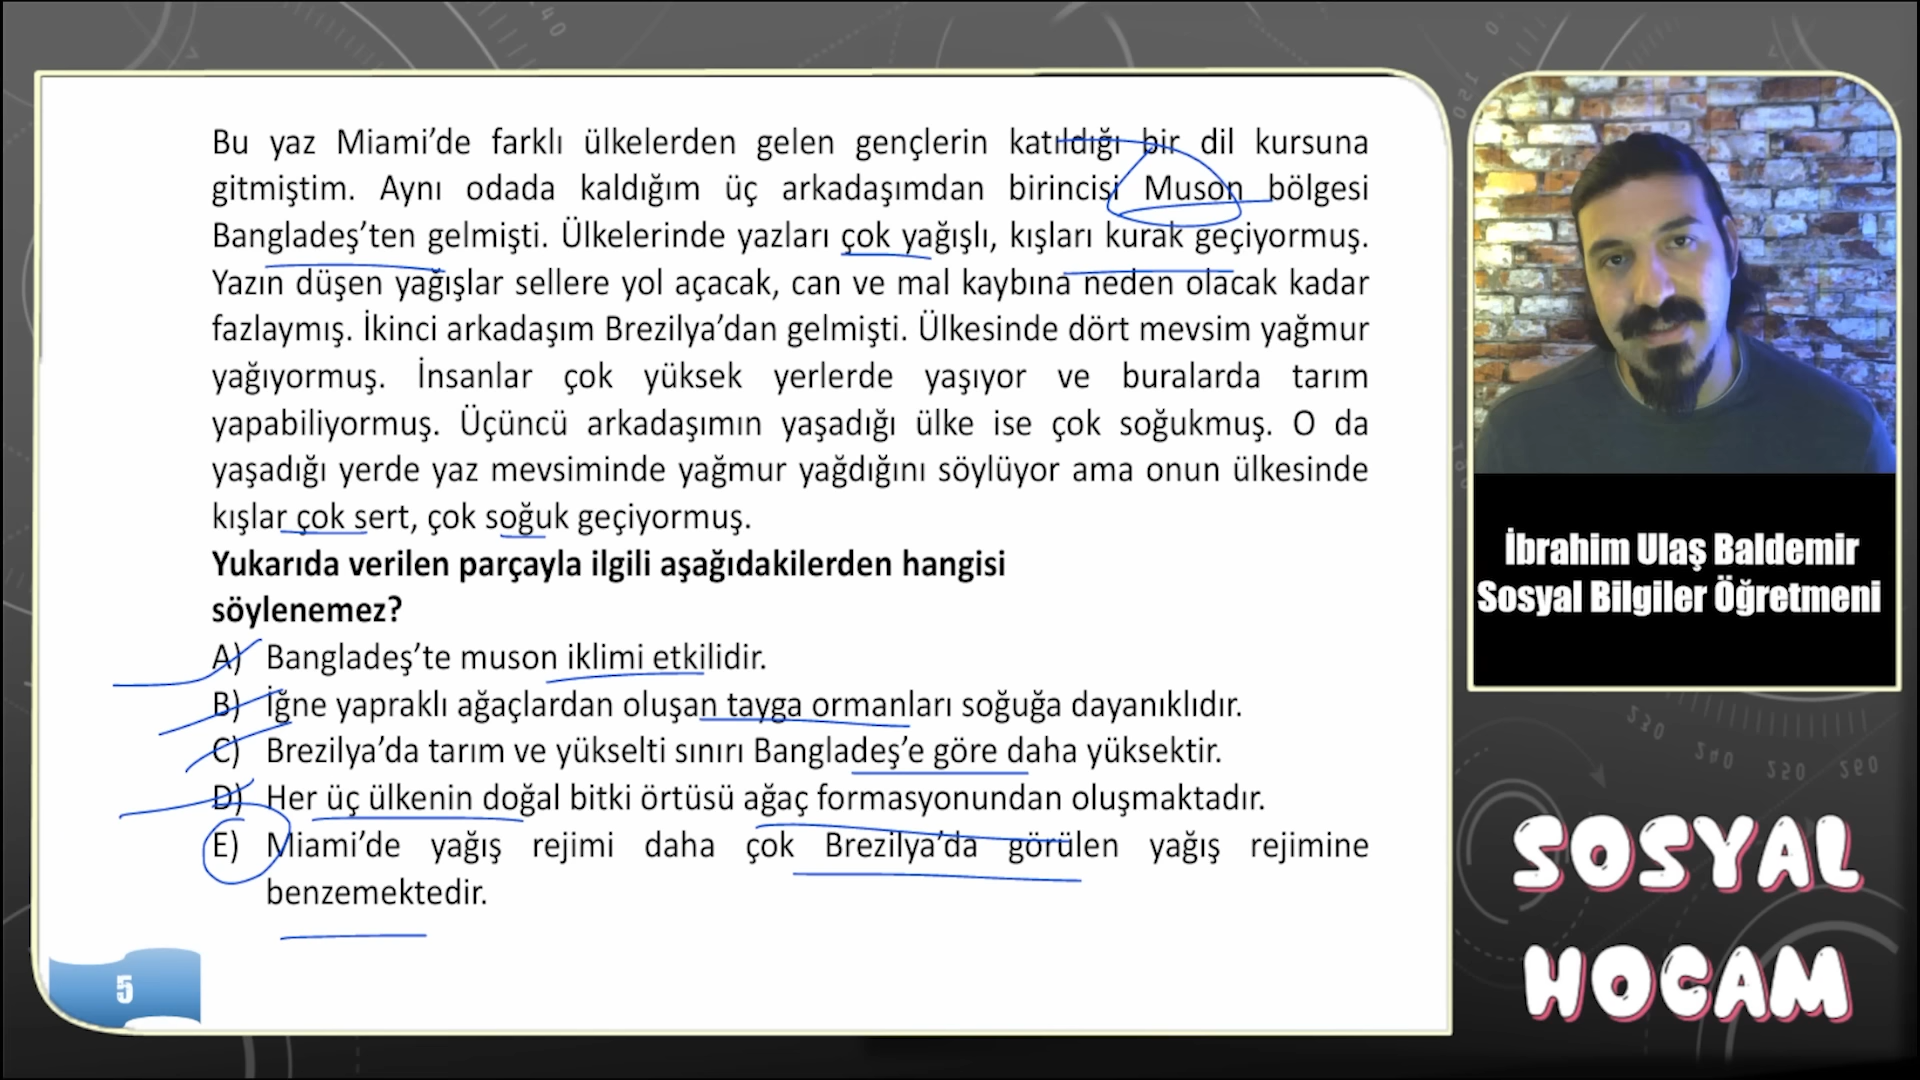 Bu yaz Miami’de farklı ülkelerden gelen gençlerin katıldığı bir dil kursuna
gitmiştim. Aynı odada kaldığım üç arkadaşımdan birincisi Muson bölgesi
Bangladeş’ten gelmişti. Ülkelerinde yazları çok yağışlı, kışları kurak geçiyormuş.
Yazın düşen yağışlar sellere yol açacak, can ve mal kaybına neden olacak kadar
fazlaymış. İkinci arkadaşım Brezilya’dan gelmişti. Ülkesinde dört mevsim yağmur
yağıyormuş. İnsanlar çok yüksek yerlerde yaşıyor ve buralarda tarım
yapabiliyormuş. Üçüncü arkadaşımın yaşadığı ülke ise çok soğukmuş. O da
yaşadığı yerde yaz mevsiminde yağmur yağdığını söylüyor ama onun ülkesinde
kışlar çok sert, çok soğuk geçiyormuş.
Yukarıda verilen parçayla ilgili aşağıdakilerden hangisi
söylenemez?
A) Bangladeş’te muson iklimi etkilidir.
B) İğne yapraklı ağaçlardan oluşan tayga ormanları soğuğa dayanıklıdır.
C) Brezilya’da tarım ve yükselti sınırı Bangladeş’e göre daha yüksektir.
D) Her üç ülkenin doğal bitki örtüsü ağaç formasyonundan oluşmaktadır.
E) Miami’de yağış rejimi daha çok Brezilya’da görülen yağış rejimine
benzemektedir.
5
İbrahim Ulaş Baldemir
Sosyal Bilgiler Öğretmeni
SOSYAL
HOCAM
40
150
160
230
240
250
260